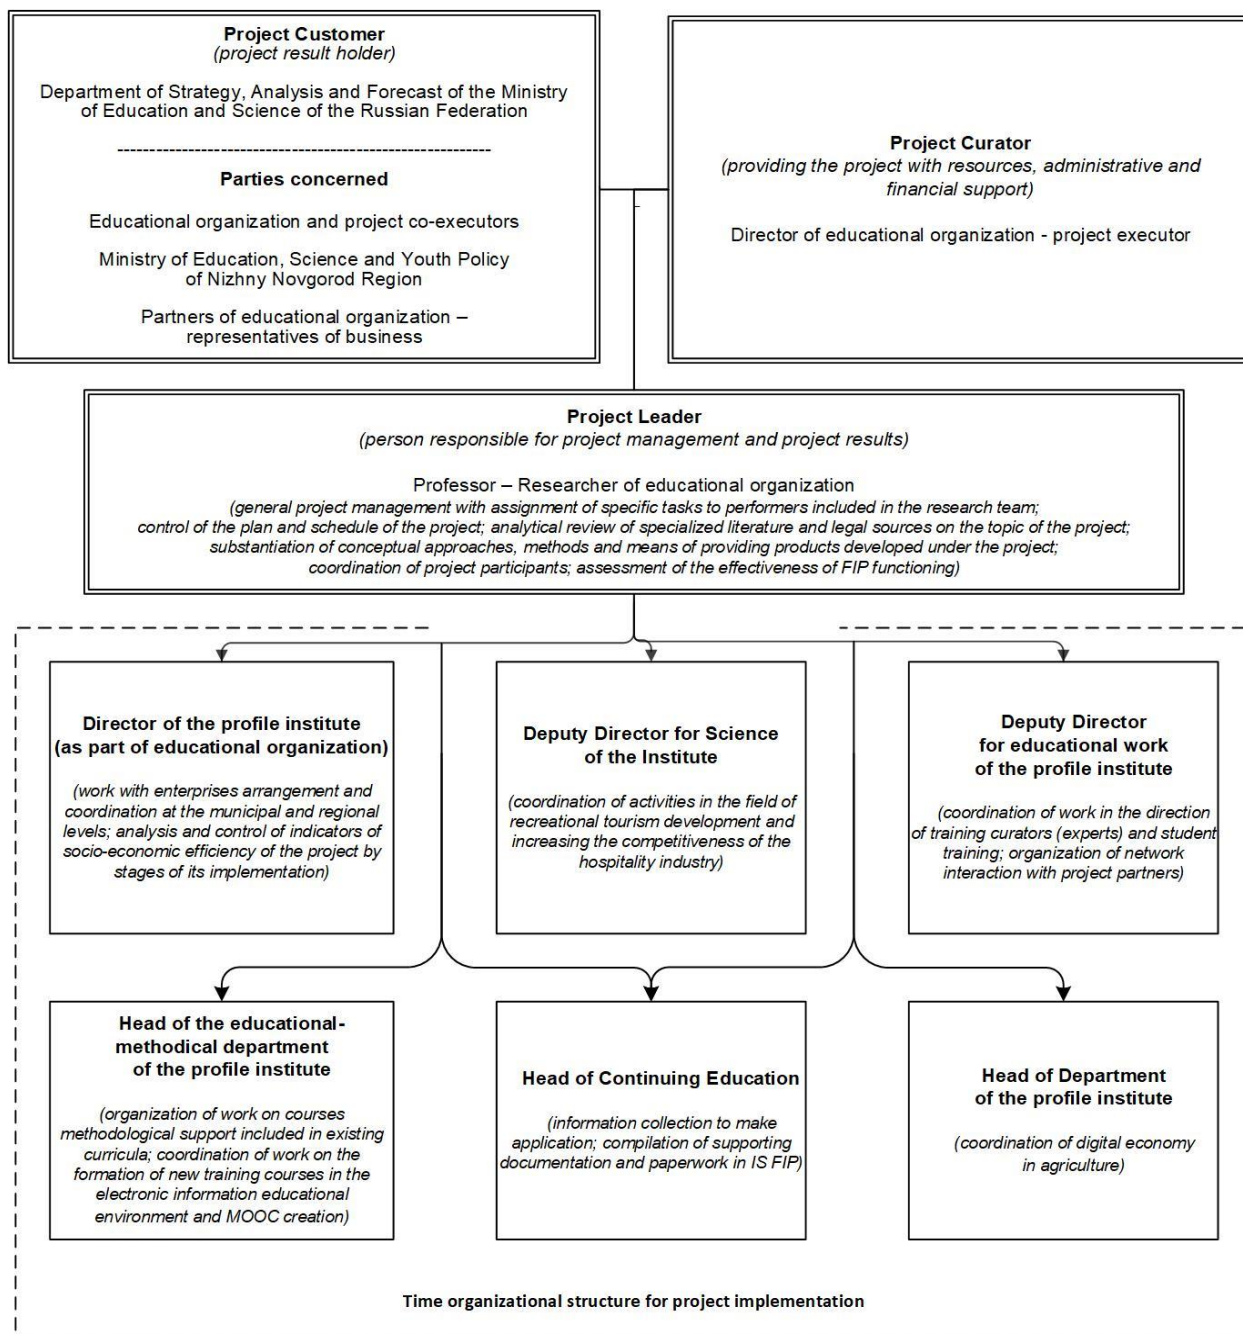 Project Customer
(project result holder)
Department of Strategy, Analysis and Forecast of the Ministry
of Education and Science of the Russian Federation
----------------------------------------------------------
Parties concerned
Educational organization and project co-executors
Ministry of Education, Science and Youth Policy
of Nizhny Novgorod Region
Partners of educational organization –
representatives of business
Project Curator
(providing the project with resources, administrative and
financial support)
Director of educational organization - project executor
Project Leader
(person responsible for project management and project results)
Professor – Researcher of educational organization
(general project management with assignment of specific tasks to performers included in the research team;
control of the plan and schedule of the project; analytical review of specialized literature and legal sources on the topic of the project;
substantiation of conceptual approaches, methods and means of providing products developed under the project;
coordination of project participants; assessment of the effectiveness of FIP functioning)
Director of the profile institute
(as part of educational organization)
(work with enterprises arrangement and
coordination at the municipal and regional
levels; analysis and control of indicators of
socio-economic efficiency of the project by
stages of its implementation)
Deputy Director for Science
of the Institute
(coordination of activities in the field of
recreational tourism development and
increasing the competitiveness of the
hospitality industry)
Deputy Director
for educational work
of the profile institute
(coordination of work in the direction
of training curators (experts) and student
training; organization of network
interaction with project partners)
Head of the educational-
methodical department
of the profile institute
(organization of work on courses
methodological support included in existing
curricula; coordination of work on the
formation of new training courses in the
electronic information educational
environment and MOOC creation)
Head of Continuing Education
(information collection to make
application; compilation of supporting
documentation and paperwork in IS FIP)
Head of Department
of the profile institute
(coordination of digital economy
in agriculture)
Time organizational structure for project implementation